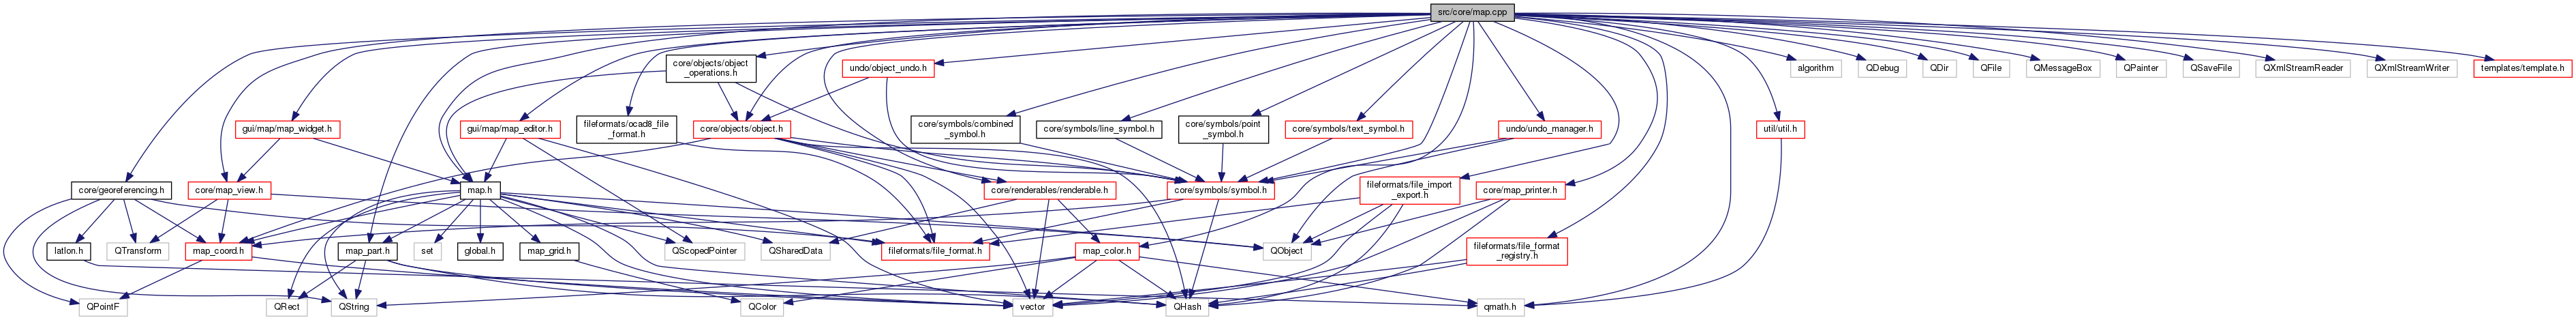 src/core/map.cpp
core/objects/object
_operations.h
undo/object_undo.h
algorithm
QDebug
QDir
QFile
QMessageBox
QPainter
QSaveFile
QXmlStreamReader
QXmlStreamWriter
templates/template.h
gui/map/map_widget.h
gui/map/map_editor.h
fileformats/ocad8_file
_format.h
core/objects/object.h
core/symbols/combined
_symbol.h
core/symbols/line_symbol.h
core/symbols/point
_symbol.h
core/symbols/text_symbol.h
undo/undo_manager.h
util/util.h
core/georeferencing.h
core/map_view.h
map.h
core/renderables/renderable.h
core/symbols/symbol.h
fileformats/file_import
_export.h
core/map_printer.h
latlon.h
QTransform
map_coord.h
map_part.h
set
global.h
map_grid.h
QScopedPointer
QSharedData
fileformats/file_format.h
map_color.h
QObject
fileformats/file_format
_registry.h
QPointF
QRect
QString
QColor
vector
QHash
qmath.h